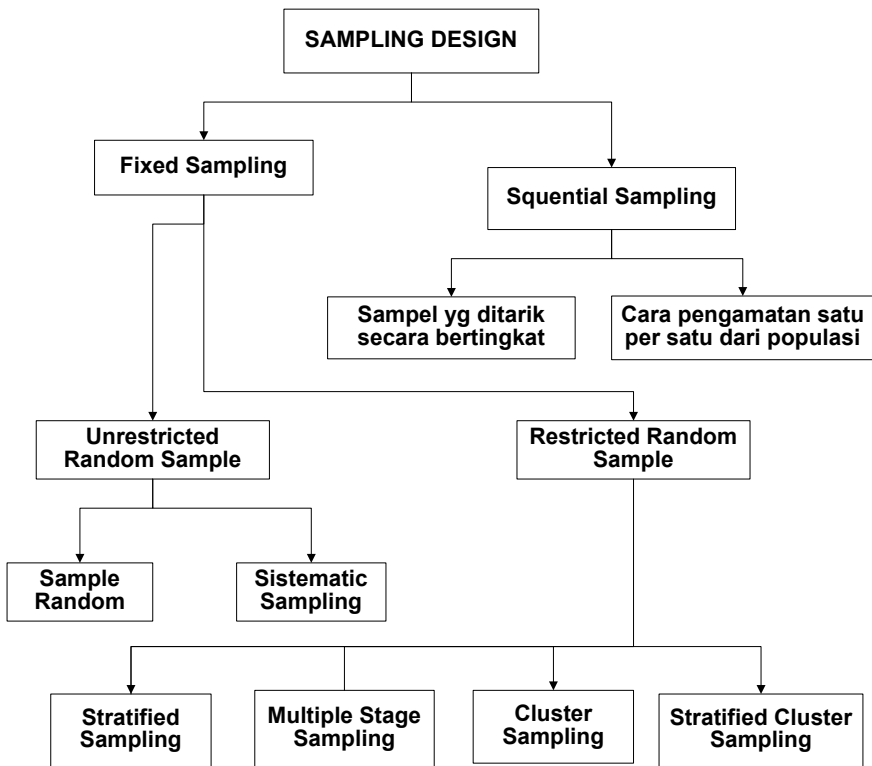 SAMPLING DESIGN
Fixed Sampling
Squential Sampling
Sampel yg ditarik
secara bertingkat
Cara pengamatan satu
per satu dari populasi
Unrestricted
Random Sample
Restricted Random
Sample
Sample
Random
Sistematic
Sampling
Stratified
Sampling
Multiple Stage
Sampling
Cluster
Sampling
Stratified Cluster
Sampling